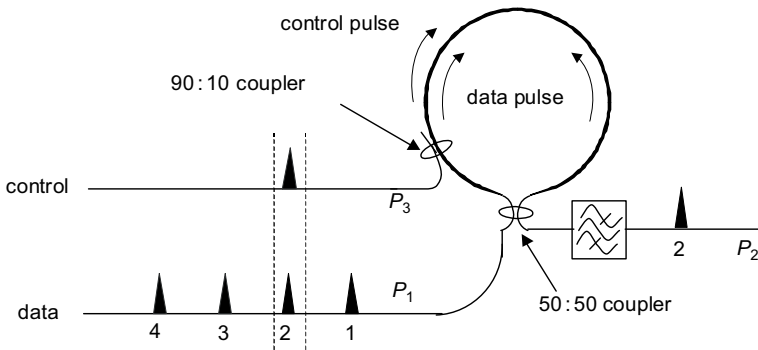 control pulse
90:10 coupler
data pulse
control
P3
2
P2
P1
50:50 coupler
data
4 3 2 1